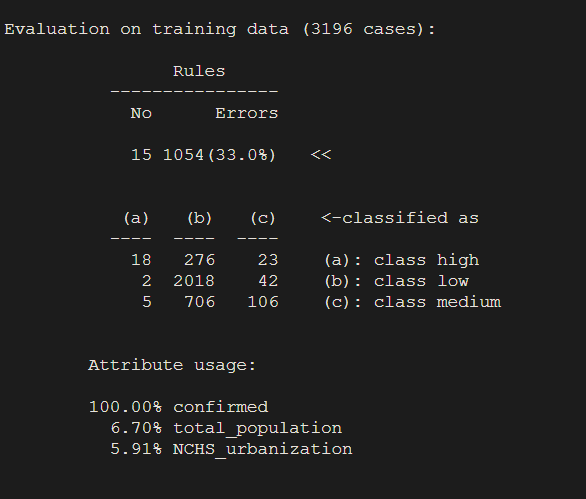 Evaluation on training data (3196 cases):
Rules
----------------
No Errors
15 1054(33.0%) <<
(a) (b) (c) <-classified as
---- ---- ----
18 276 23 (a): class high
2 2018 42 (b): class low
5 706 106 (c): class medium
Attribute usage:
100.00% confirmed
6.70% total_population
5.91% NCHS_urbanization